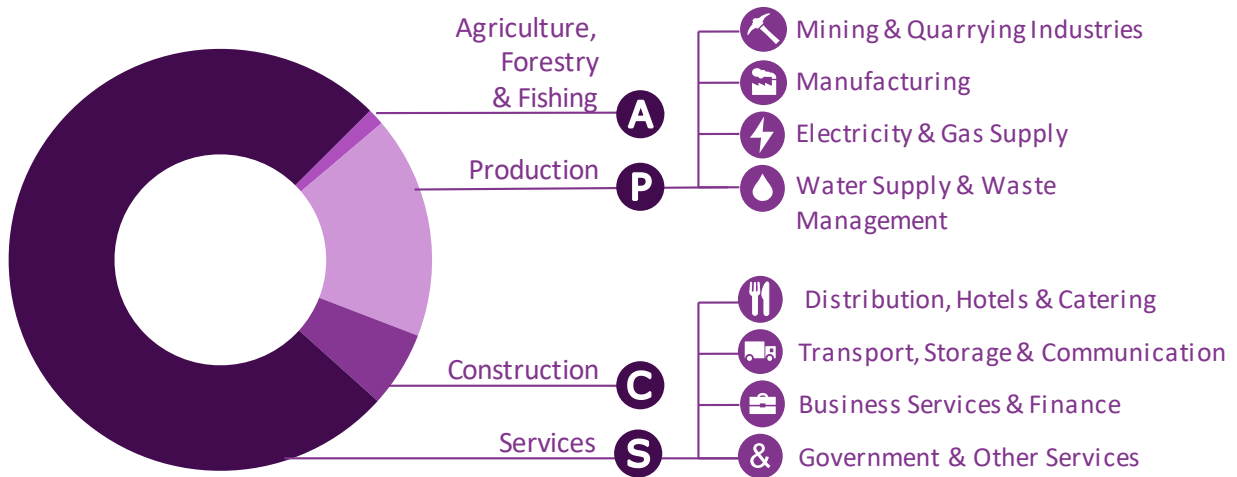 Agriculture,
Forestry
& Fishing
A
Production
P
Mining & Quarrying Industries
Manufacturing
Electricity & Gas Supply
Water Supply & Waste
Management
Construction
C
Services
S
Distribution, Hotels & Catering
Transport, Storage & Communication
Business Services & Finance
&
Government & Other Services